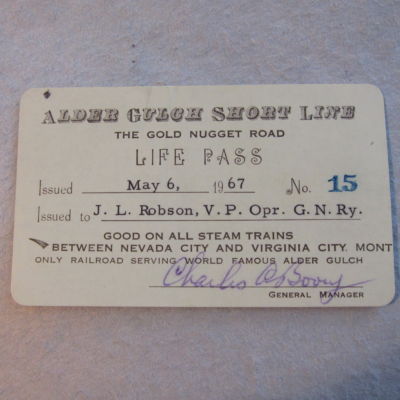 ALDER GULCH SHORT LINE
THE GOLD NUGGET ROAD
LIFE PASS
Issued May 6, 1967 No. 15
Issued to J. L. Robson, V.P. Opr. G.N. Ry.
GOOD ON ALL STEAM TRAINS
BETWEEN NEVADA CITY AND VIRGINIA CITY, MONT
ONLY RAILROAD SERVING WORLD FAMOUS ALDER GULCH
Charles A Bovey
GENERAL MANAGER